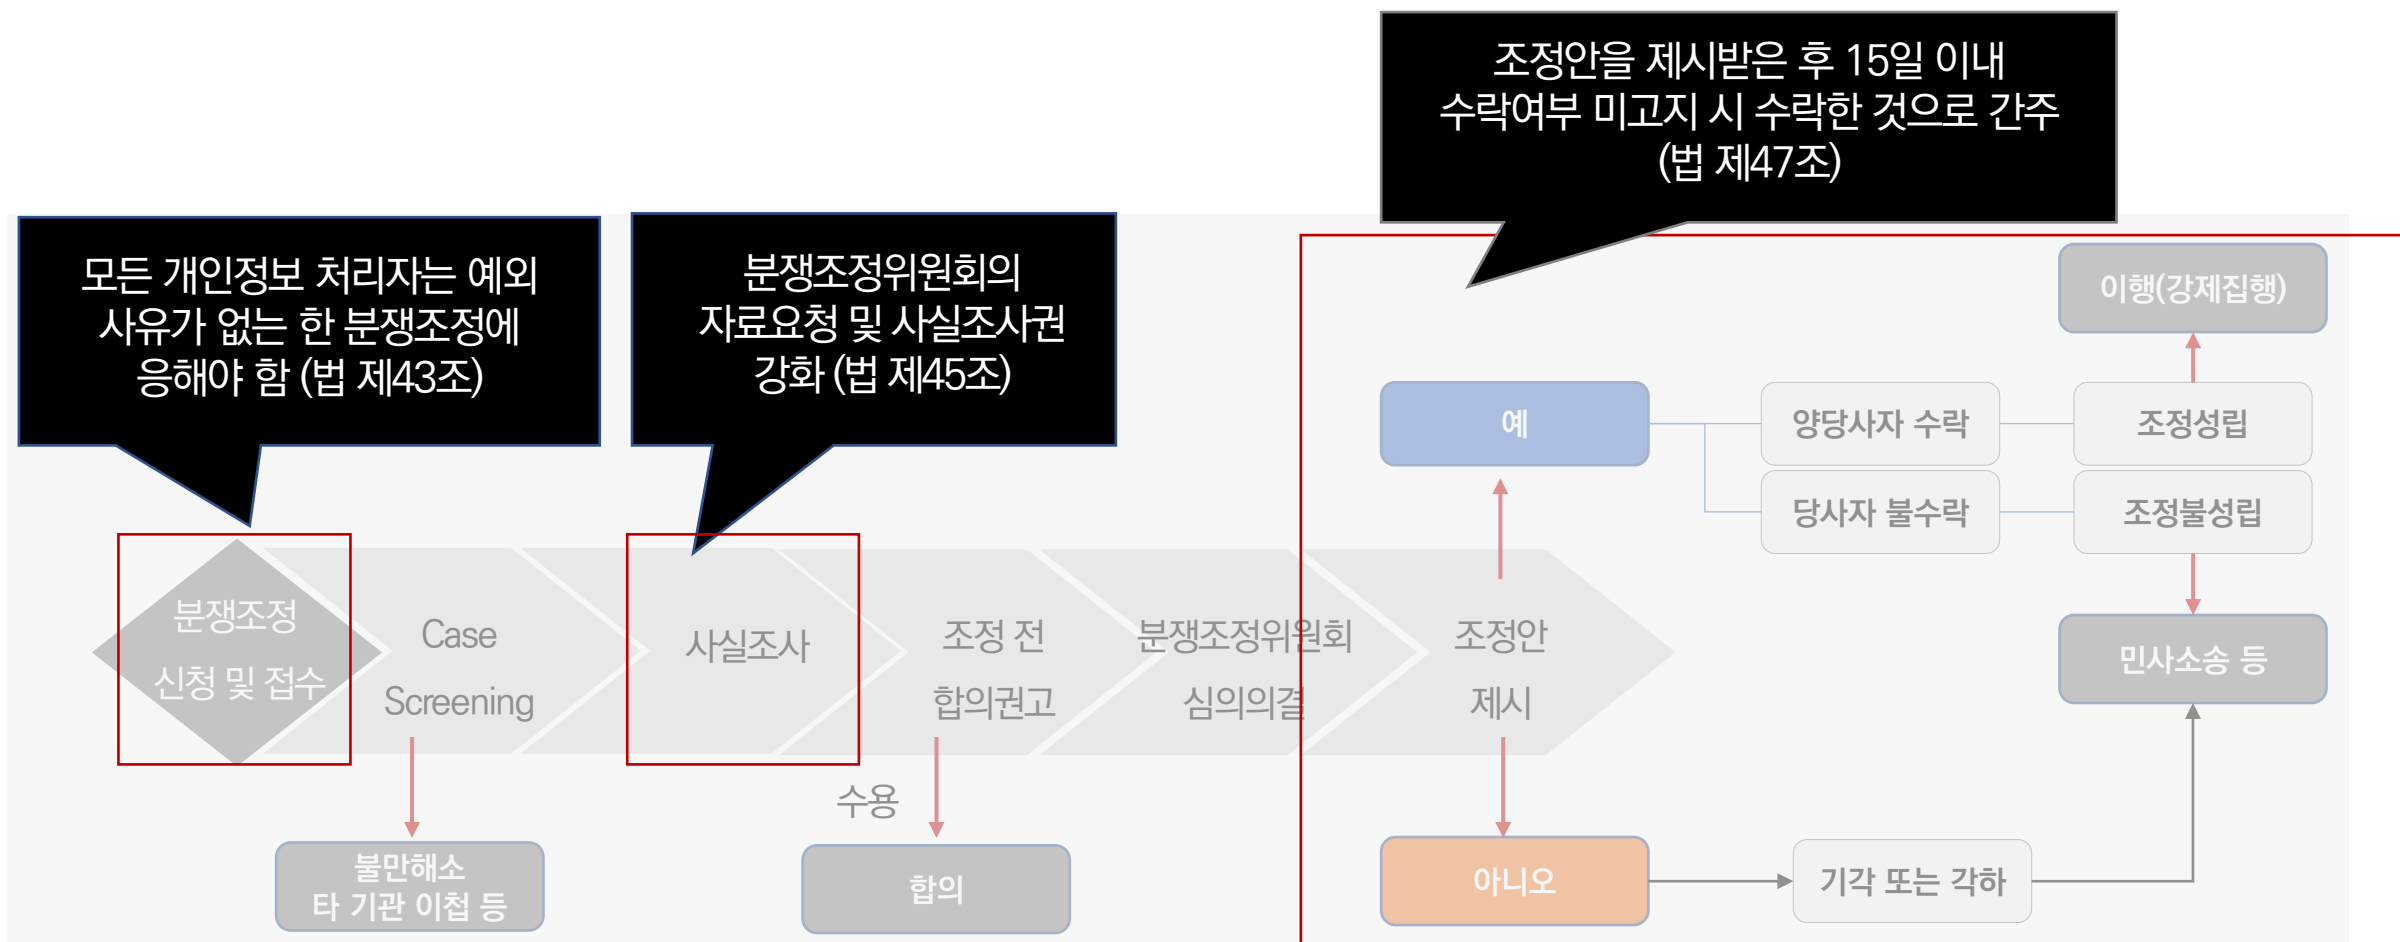 조정안을 제시받은 후 15일 이내
수락여부 미고지 시 수락한 것으로 간주
(법 제47조)
모든 개인정보 처리자는 예외
사유가 없는 한 분쟁조정에
응해야 함 (법 제43조)
분쟁조정위원회의
자료요청 및 사실조사권
강화 (법 제45조)
이행(강제집행)
예
양당사자 수락
조정성립
당사자 불수락
조정불성립
분쟁조정
신청 및 접수
Case
Screening
사실조사
조정 전
합의권고
분쟁조정위원회
심의의결
조정안
제시
민사소송 등
수용
불만해소
타 기관 이첩 등
합의
아니오
기각 또는 각하